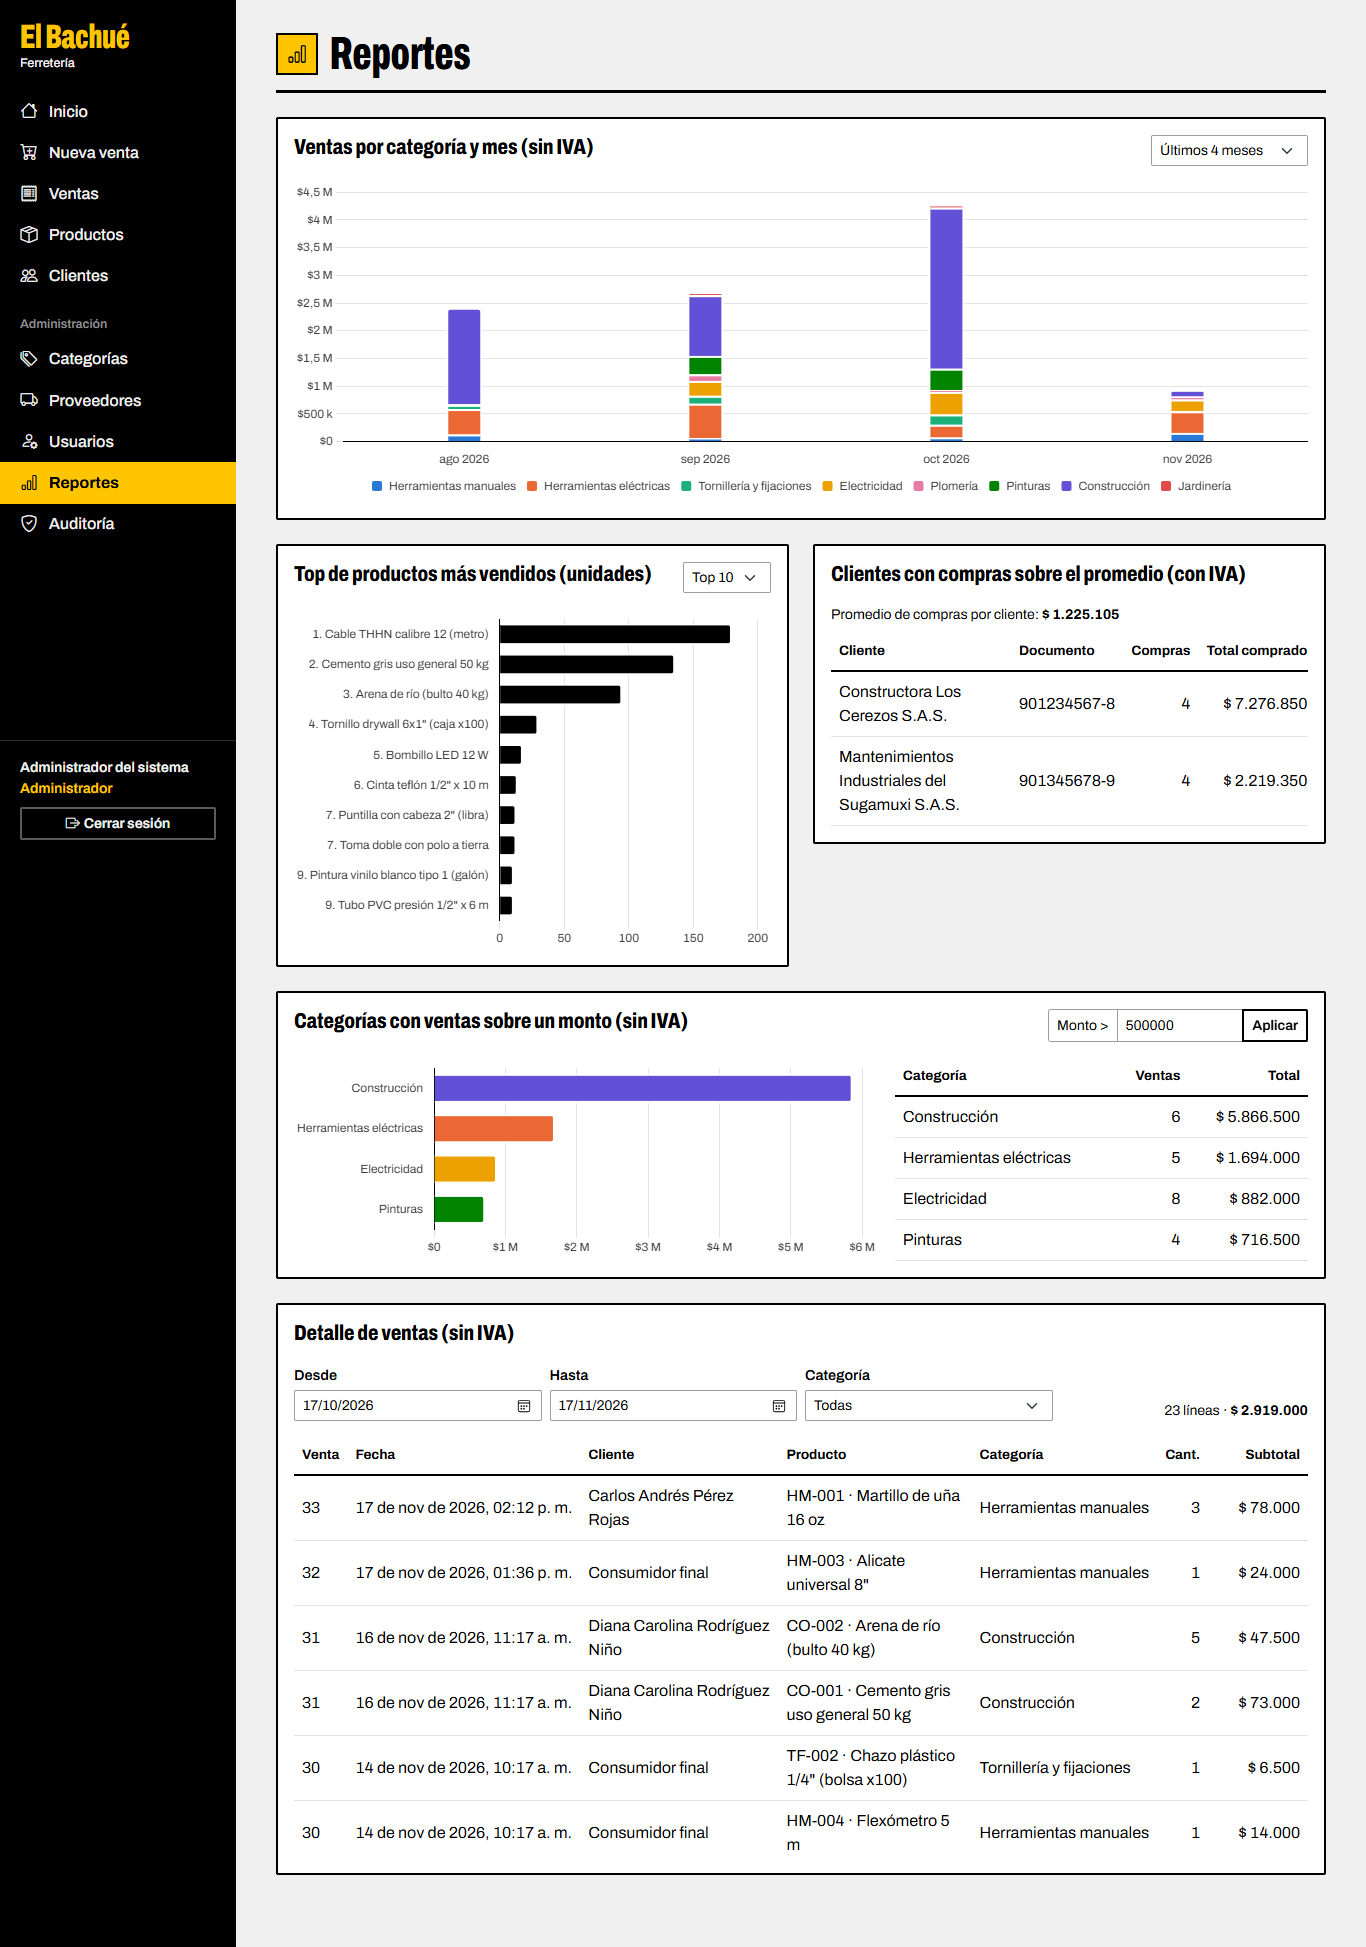 El Bachué
Ferretería
Inicio
Nueva venta
Ventas
Productos
Clientes
Administración
Categorías
Proveedores
Usuarios
Reportes
Auditoría
Administrador del sistema
Administrador
Cerrar sesión
Reportes
Ventas por categoría y mes (sin IVA)
Últimos 4 meses
$4,5 M
$4 M
$3,5 M
$3 M
$2,5 M
$2 M
$1,5 M
$1 M
$500 k
$0
ago 2026 sep 2026 oct 2026 nov 2026
Herramientas manuales Herramientas eléctricas Tornillería y fijaciones Electricidad Plomería Pinturas Construcción Jardinería
Top de productos más vendidos (unidades)
Top 10
1. Cable THHN calibre 12 (metro)
2. Cemento gris uso general 50 kg
3. Arena de río (bulto 40 kg)
4. Tornillo drywall 6x1" (caja x100)
5. Bombillo LED 12 W
6. Cinta teflón 1/2" x 10 m
7. Puntilla con cabeza 2" (libra)
7. Toma doble con polo a tierra
9. Pintura vinilo blanco tipo 1 (galón)
9. Tubo PVC presión 1/2" x 6 m
0 50 100 150 200
Clientes con compras sobre el promedio (con IVA)
Promedio de compras por cliente: $ 1.225.105
Cliente Documento Compras Total comprado
Constructora Los
Cerezos S.A.S. 901234567-8 4 $ 7.276.850
Mantenimientos
Industriales del
Sugamuxi S.A.S. 901345678-9 4 $ 2.219.350
Categorías con ventas sobre un monto (sin IVA)
Monto > 500000 Aplicar
Construcción
Herramientas eléctricas
Electricidad
Pinturas
$0 $1 M $2 M $3 M $4 M $5 M $6 M
Categoría Ventas Total
Construcción 6 $ 5.866.500
Herramientas eléctricas 5 $ 1.694.000
Electricidad 8 $ 882.000
Pinturas 4 $ 716.500
Detalle de ventas (sin IVA)
Desde Hasta Categoría
17/10/2026 17/11/2026 Todas
23 líneas · $ 2.919.000
Venta Fecha Cliente Producto Categoría Cant. Subtotal
33 17 de nov de 2026, 02:12 p. m. Carlos Andrés Pérez Rojas HM-001 · Martillo de uña 16 oz Herramientas manuales 3 $ 78.000
32 17 de nov de 2026, 01:36 p. m. Consumidor final HM-003 · Alicate universal 8" Herramientas manuales 1 $ 24.000
31 16 de nov de 2026, 11:17 a. m. Diana Carolina Rodríguez Niño CO-002 · Arena de río (bulto 40 kg) Construcción 5 $ 47.500
31 16 de nov de 2026, 11:17 a. m. Diana Carolina Rodríguez Niño CO-001 · Cemento gris uso general 50 kg Construcción 2 $ 73.000
30 14 de nov de 2026, 10:17 a. m. Consumidor final TF-002 · Chazo plástico 1/4" (bolsa x100) Tornillería y fijaciones 1 $ 6.500
30 14 de nov de 2026, 10:17 a. m. Consumidor final HM-004 · Flexómetro 5 m Herramientas manuales 1 $ 14.000